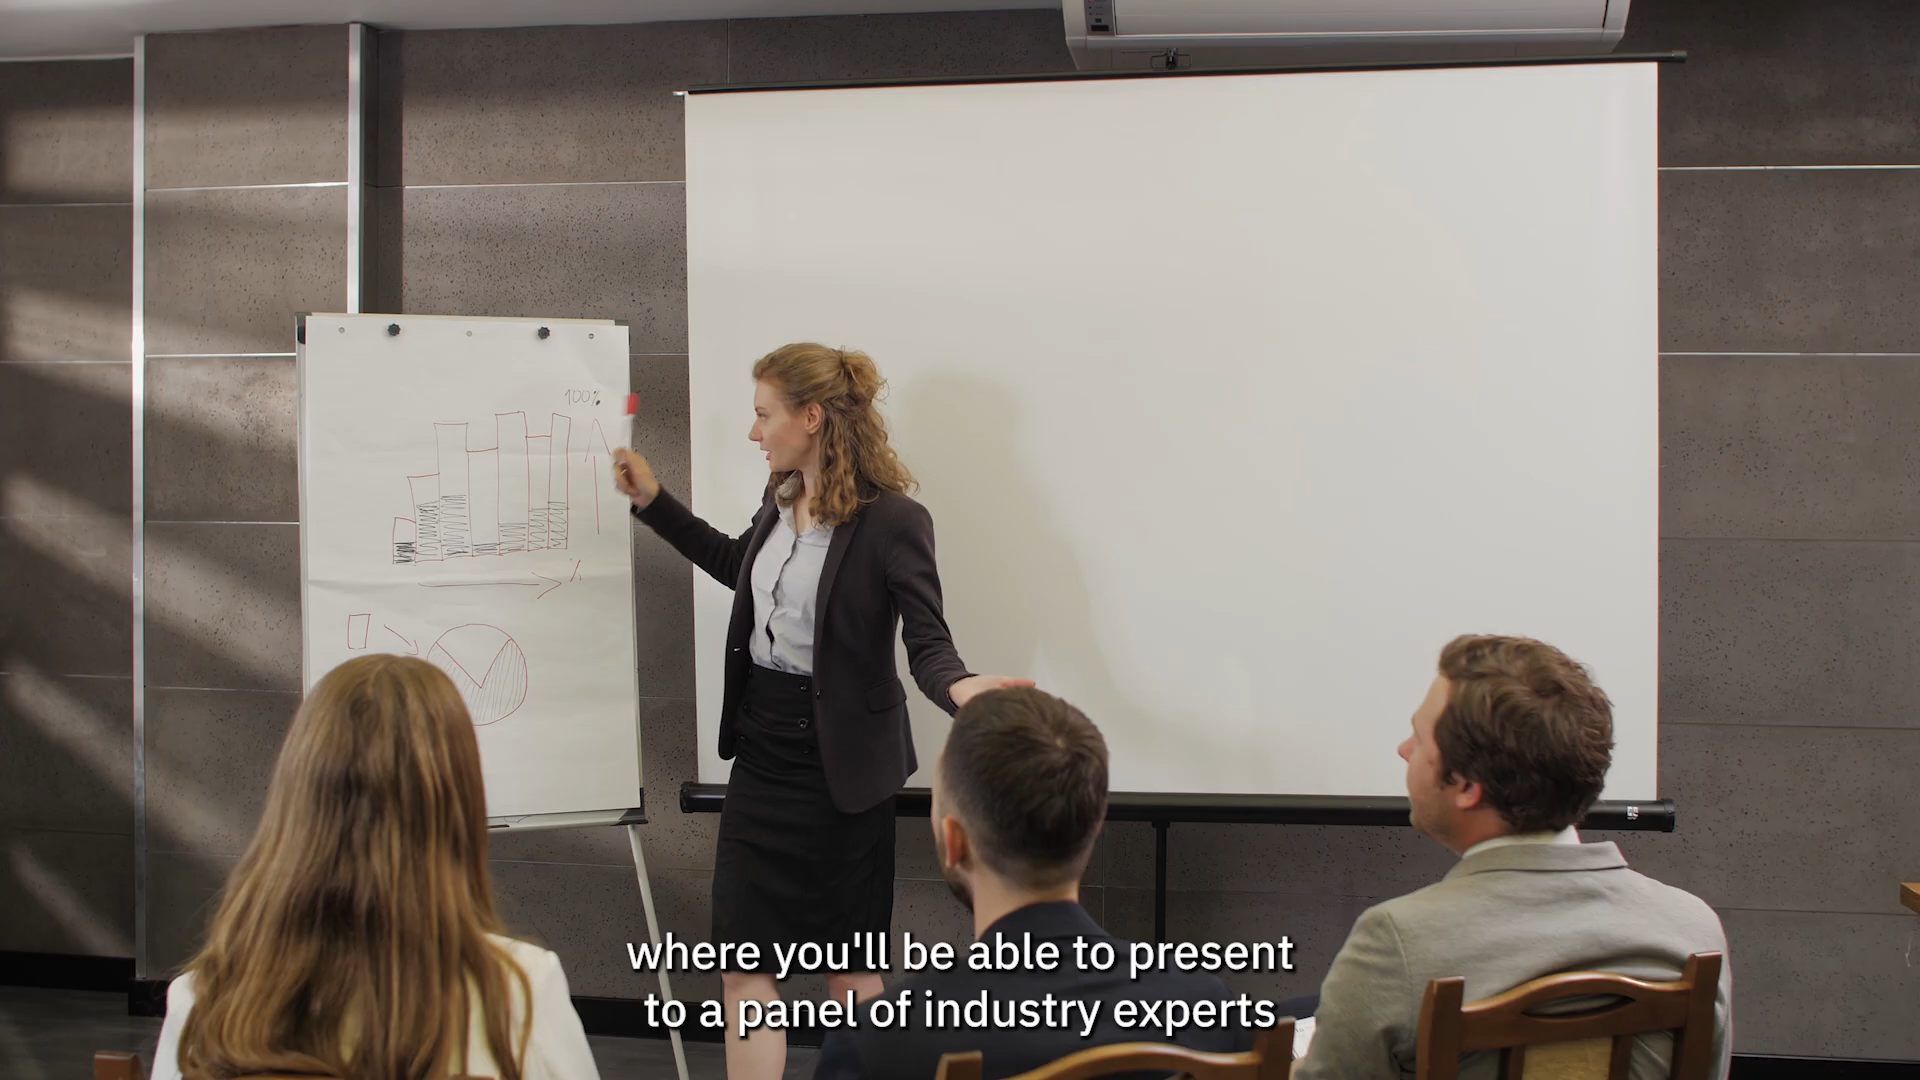 100%
where you'll be able to present
to a panel of industry experts